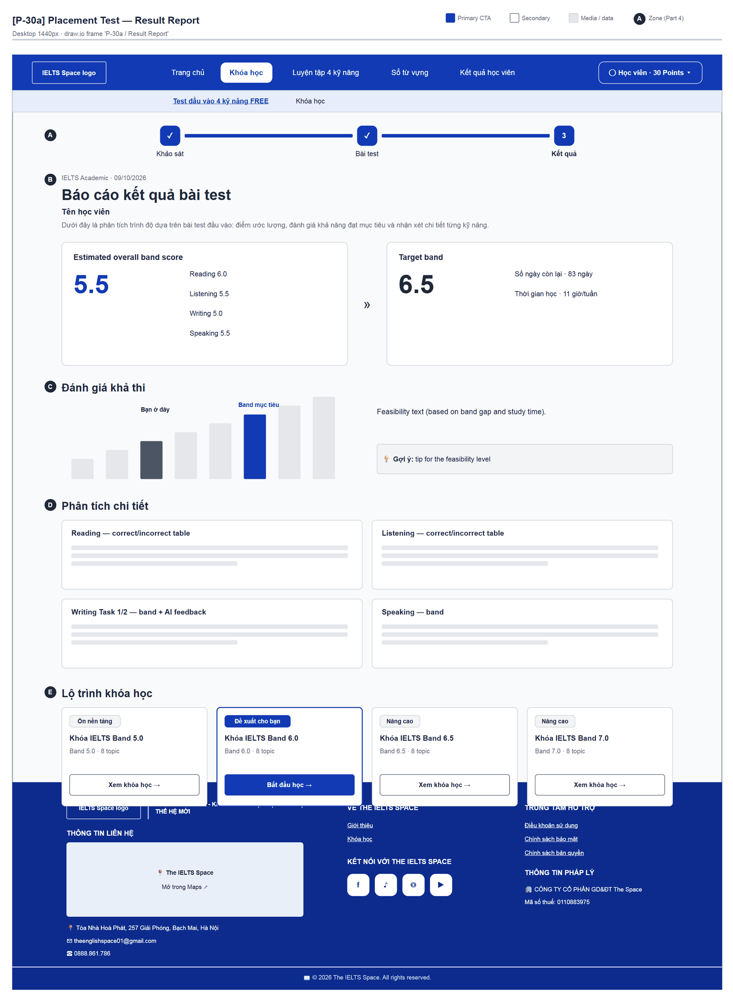 [P-30a] Placement Test — Result Report
Primary CTA
Secondary
Media / data
A Zone (Part 4)
Desktop 1440px · draw.io frame 'P-30a / Result Report'
IELTS Space logo
Trang chủ
Khóa học
Luyện tập 4 kỹ năng
Sổ từ vựng
Kết quả học viên
Học viên · 30 Points ▾
Test đầu vào 4 kỹ năng FREE
Khóa học
A
✓
✓
3
Khảo sát
Bài test
Kết quả
B
IELTS Academic · 09/10/2026
Báo cáo kết quả bài test
Tên học viên
Dưới đây là phân tích trình độ dựa trên bài test đầu vào: điểm ước lượng, đánh giá khả năng đạt mục tiêu và nhận xét chi tiết từng kỹ năng.
Estimated overall band score
5.5
Reading 6.0
Listening 5.5
Writing 5.0
Speaking 5.5
»
Target band
6.5
Số ngày còn lại · 83 ngày
Thời gian học · 11 giờ/tuần
C
Đánh giá khả thi
Bạn ở đây
Band mục tiêu
Feasibility text (based on band gap and study time).
Gợi ý: tip for the feasibility level
D
Phân tích chi tiết
Reading — correct/incorrect table
Listening — correct/incorrect table
Writing Task 1/2 — band + AI feedback
Speaking — band
E
Lộ trình khóa học
Ôn nền tảng
Khóa IELTS Band 5.0
Band 5.0 · 8 topic
Xem khóa học →
Đề xuất cho bạn
Khóa IELTS Band 6.0
Band 6.0 · 8 topic
Bắt đầu học →
Nâng cao
Khóa IELTS Band 6.5
Band 6.5 · 8 topic
Xem khóa học →
Nâng cao
Khóa IELTS Band 7.0
Band 7.0 · 8 topic
Xem khóa học →
IELTS Space logo
THẾ HỆ MỚI
THÔNG TIN LIÊN HỆ
The IELTS Space
Mở trong Maps ↗
Tòa Nhà Hoà Phát, 257 Giải Phóng, Bạch Mai, Hà Nội
theenglishspace01@gmail.com
0888.861.786
VỀ THE IELTS SPACE
Giới thiệu
Khóa học
KẾT NỐI VỚI THE IELTS SPACE
f
TRUNG TÂM HỖ TRỢ
Điều khoản sử dụng
Chính sách bảo mật
Chính sách bản quyền
THÔNG TIN PHÁP LÝ
CÔNG TY CỔ PHẦN GD&ĐT The Space
Mã số thuế: 0110883975
© 2026 The IELTS Space. All rights reserved.